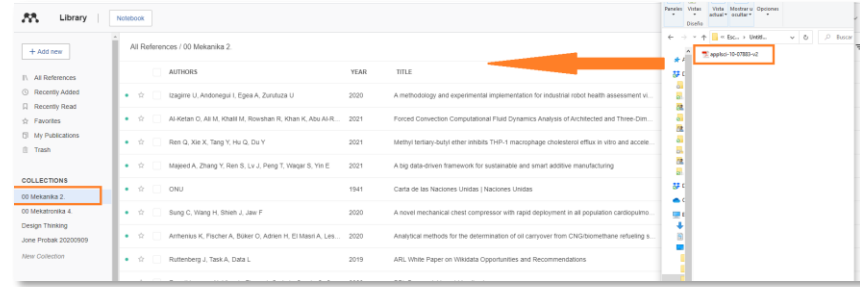 Library
Notebook
+ Add new
All References
Recently Added
Recently Read
Favorites
My Publications
Trash
COLLECTIONS
00 Mekanika 2.
00 Mekatronika 4.
Design Thinking
Jone Probak 20200909
New Collection
All References / 00 Mekanika 2.
AUTHORS YEAR TITLE
Izagirre U, Andonegui I, Egea A, Zurutuza U 2020 A methodology and experimental implementation for industrial robot health assessment vi...
Al-Ketan O, Ali M, Khalil M, Rowshan R, Khan K, Abu Al-R... 2021 Forced Convection Computational Fluid Dynamics Analysis of Architected and Three-Dim...
Ren Q, Xie X, Tang Y, Hu Q, Du Y 2021 Methyl tertiary-butyl ether inhibits THP-1 macrophage cholesterol efflux in vitro and accele...
Majeed A, Zhang Y, Ren S, Lv J, Peng T, Waqar S, Yin E 2021 A big data-driven framework for sustainable and smart additive manufacturing
ONU 1941 Carta de las Naciones Unidas | Naciones Unidas
Sung C, Wang H, Shieh J, Jaw F 2020 A novel mechanical chest compressor with rapid deployment in all population cardiopulmo...
Arrhenius K, Fischer A, Büker O, Adrien H, El Masri A, Les... 2020 Analytical methods for the determination of oil carryover from CNG/biomethane refueling s...
Ruttenberg J, Task A, Data L 2019 ARL White Paper on Wikidata Opportunities and Recommendations
Paneles Vistas Vista actual Mostrar u ocultar Opciones
Diseño
« Esc... › Untitl...
Buscar
applsci-10-07883-v2